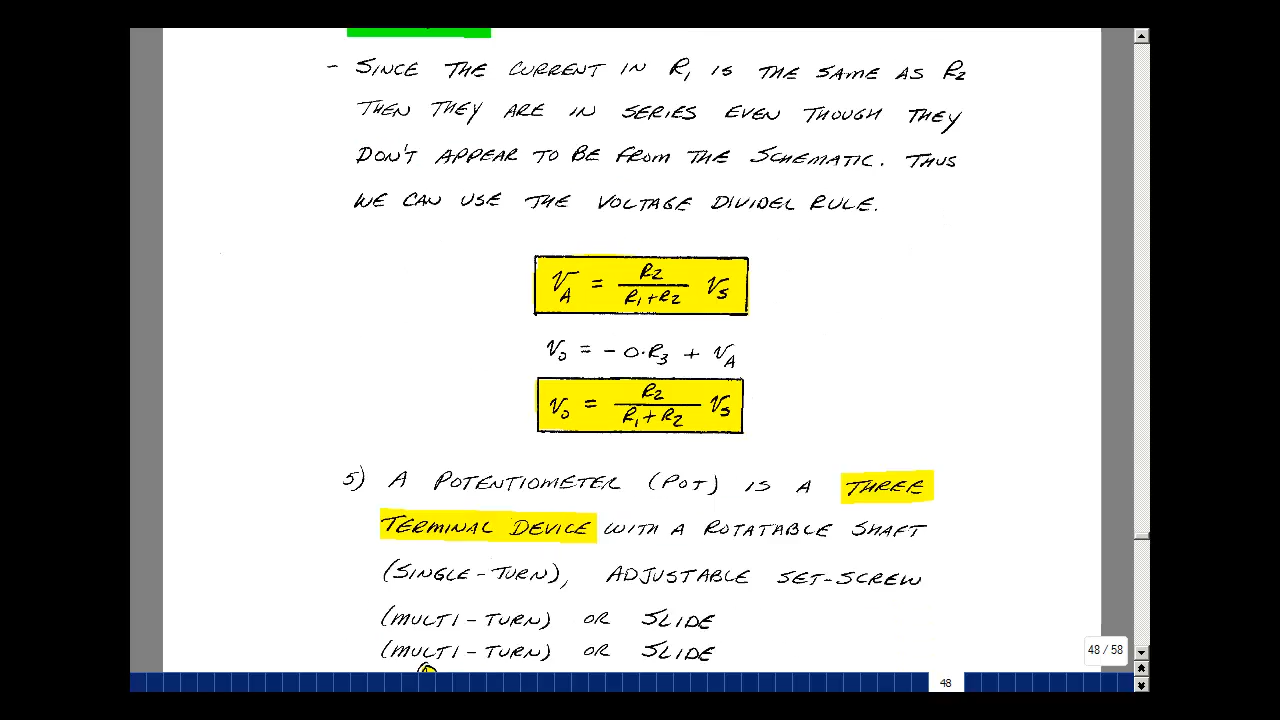 - SINCE THE CURRENT IN R1 IS THE SAME AS R2
THEN THEY ARE IN SERIES EVEN THOUGH THEY
DON'T APPEAR TO BE FROM THE SCHEMATIC. THUS
WE CAN USE THE VOLTAGE DIVIDER RULE.
VA = R2 / (R1+R2) VS
V0 = -0·R3 + VA
V0 = R2 / (R1+R2) VS
5) A POTENTIOMETER (POT) IS A THREE
TERMINAL DEVICE WITH A ROTATABLE SHAFT
(SINGLE-TURN), ADJUSTABLE SET-SCREW
(MULTI-TURN) OR SLIDE
(MULTI-TURN) OR SLIDE
48 / 58
48